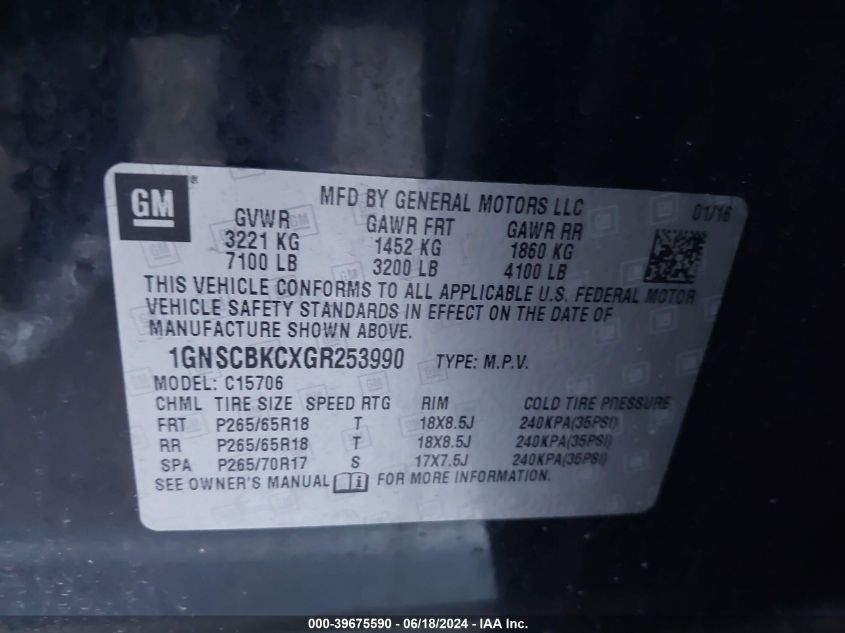 GM ® MFD BY GENERAL MOTORS LLC 01/16
GVWR GAWR FRT GAWR RR
3221 KG 1452 KG 1860 KG
7100 LB 3200 LB 4100 LB
THIS VEHICLE CONFORMS TO ALL APPLICABLE U.S. FEDERAL MOTOR
VEHICLE SAFETY STANDARDS IN EFFECT ON THE DATE OF
MANUFACTURE SHOWN ABOVE.
1GNSCBKCXGR253990 TYPE: M.P.V.
MODEL: C15706
CHML TIRE SIZE SPEED RTG RIM COLD TIRE PRESSURE
FRT P265/65R18 T 18X8.5J 240KPA(35PSI)
RR P265/65R18 T 18X8.5J 240KPA(35PSI)
SPA P265/70R17 S 17X7.5J 240KPA(35PSI)
SEE OWNER'S MANUAL i FOR MORE INFORMATION.
000-39675590 - 06/18/2024 - IAA Inc.